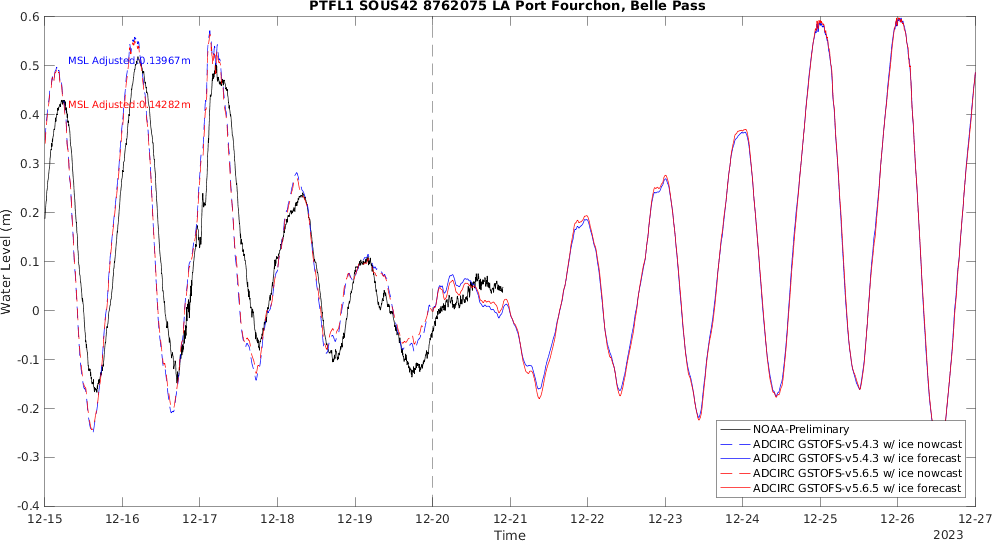 PTFL1 SOUS42 8762075 LA Port Fourchon, Belle Pass
0.6
0.5
0.4
0.3
0.2
0.1
0
-0.1
-0.2
-0.3
-0.4
Water Level (m)
MSL Adjusted:0.13967m
MSL Adjusted:0.14282m
NOAA-Preliminary
ADCIRC GSTOFS-v5.4.3 w/ ice nowcast
ADCIRC GSTOFS-v5.4.3 w/ ice forecast
ADCIRC GSTOFS-v5.6.5 w/ ice nowcast
ADCIRC GSTOFS-v5.6.5 w/ ice forecast
12-15 12-16 12-17 12-18 12-19 12-20 12-21 12-22 12-23 12-24 12-25 12-26 12-27
Time
2023